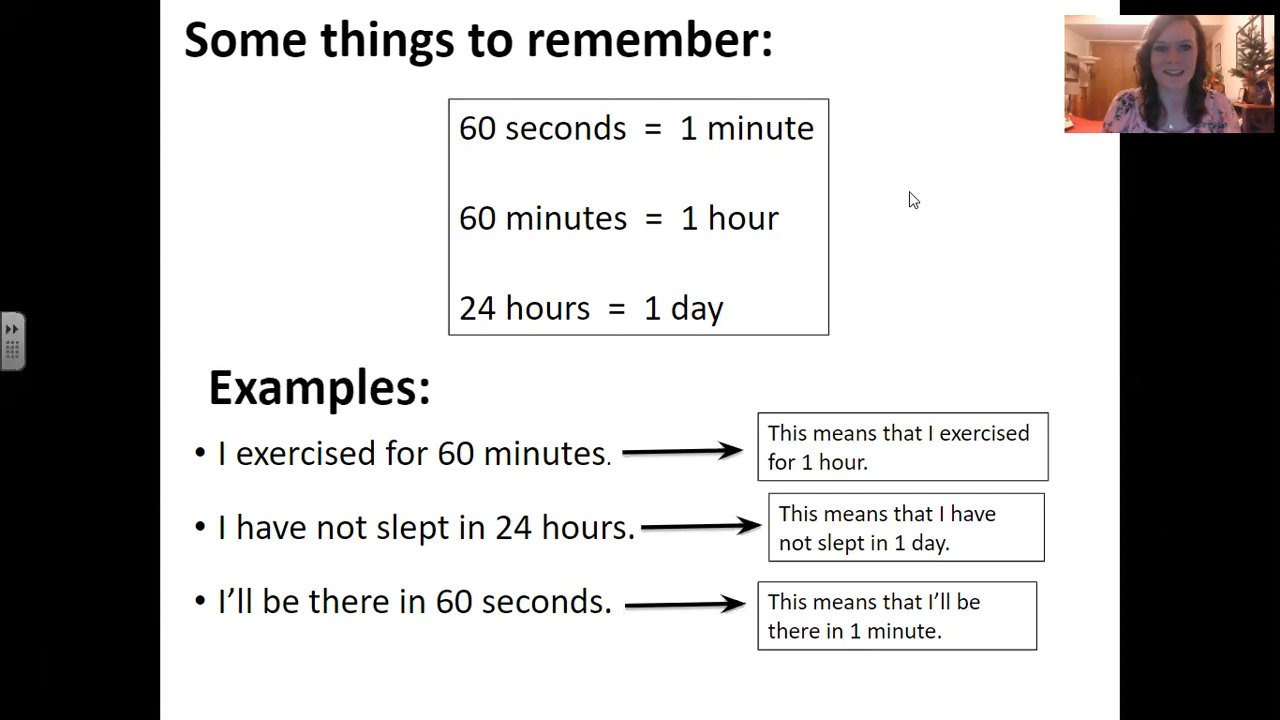 Some things to remember:
60 seconds = 1 minute
60 minutes = 1 hour
24 hours = 1 day
Examples:
• I exercised for 60 minutes.
This means that I exercised
for 1 hour.
• I have not slept in 24 hours.
This means that I have
not slept in 1 day.
• I’ll be there in 60 seconds.
This means that I’ll be
there in 1 minute.